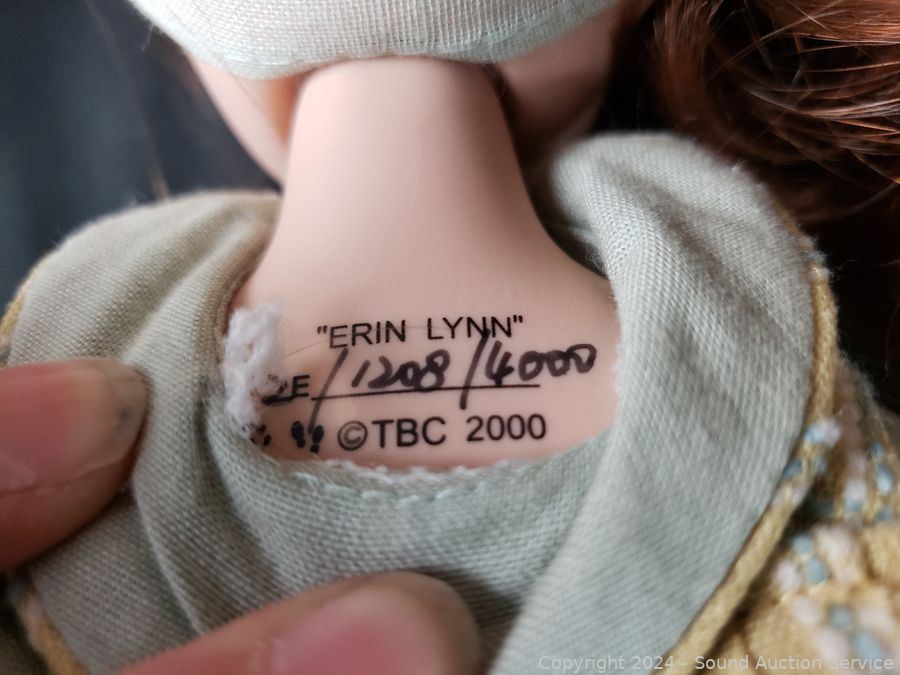 "ERIN LYNN"
E/1208/4000
©TBC 2000
Copyright 2024 - Sound Auction Service